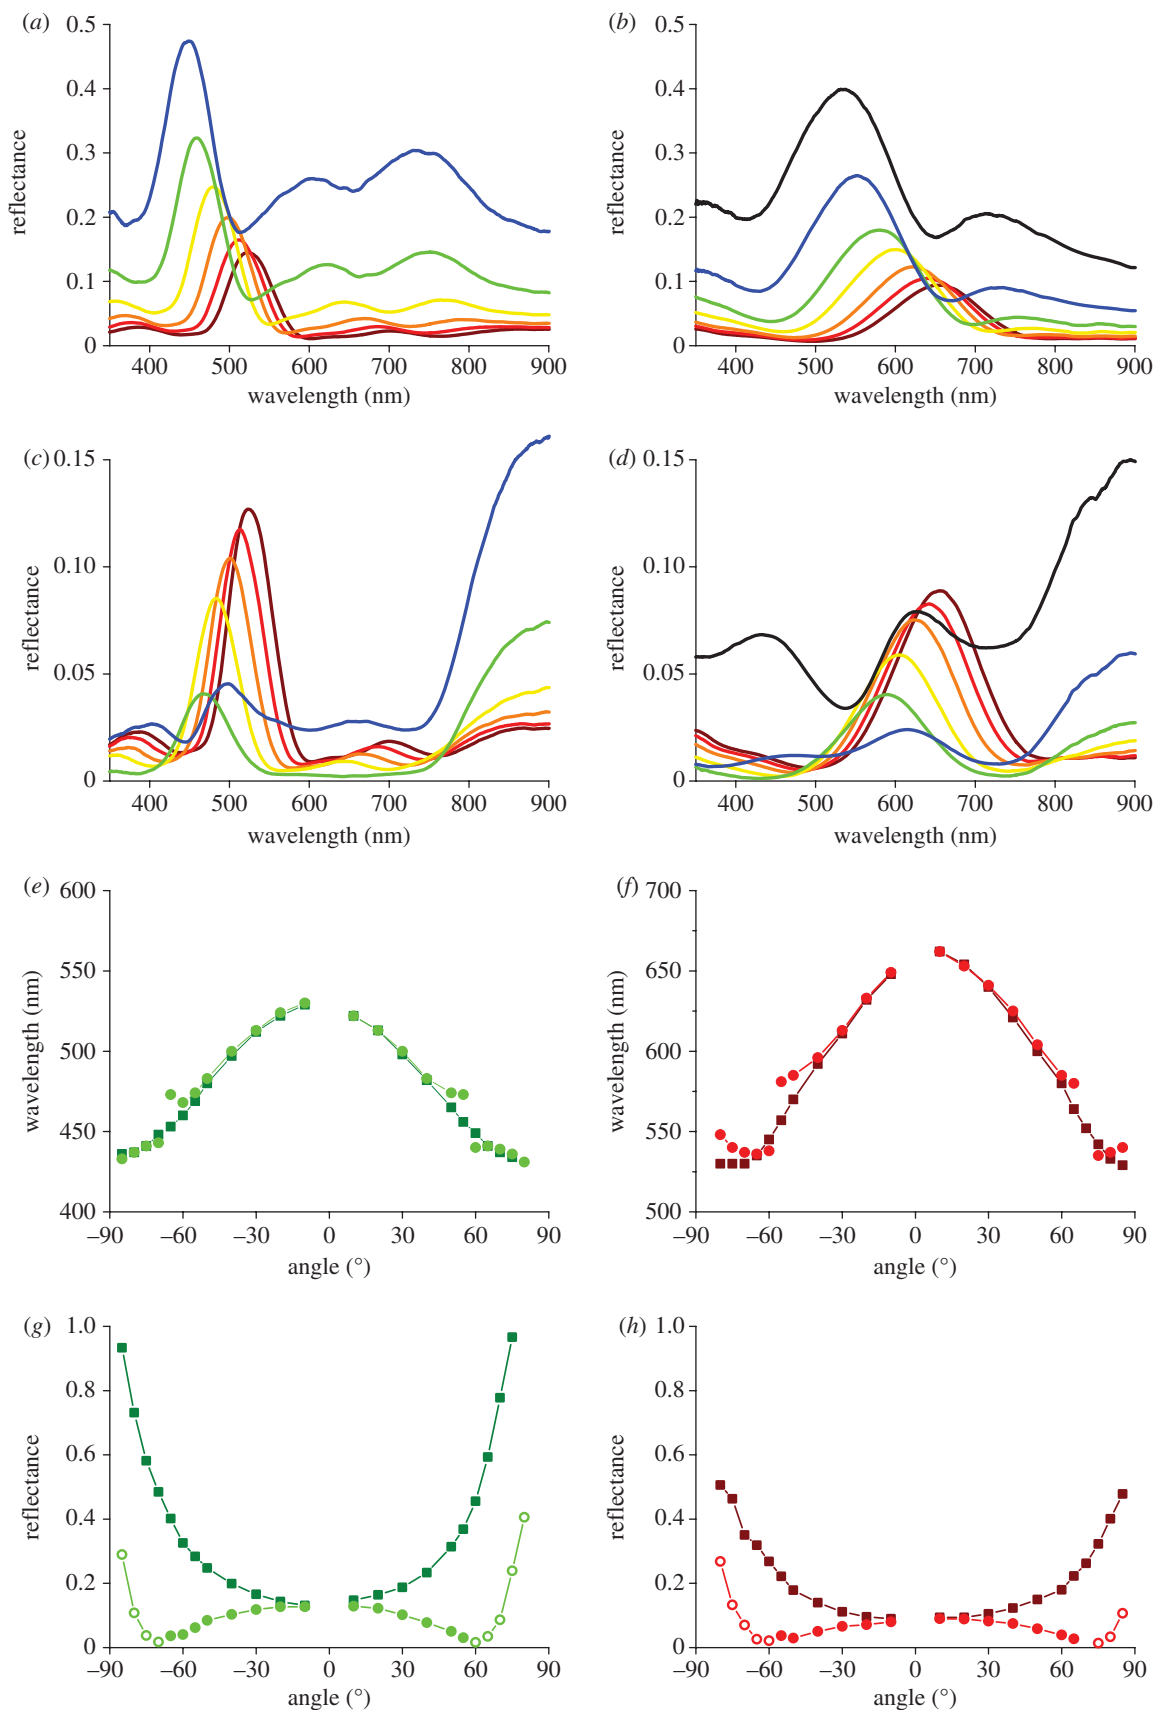 (a)
0.5
0.4
0.3
0.2
0.1
0
reflectance
400 500 600 700 800 900
wavelength (nm)
(b)
0.5
0.4
0.3
0.2
0.1
0
reflectance
400 500 600 700 800 900
wavelength (nm)
(c)
0.15
0.10
0.05
0
reflectance
400 500 600 700 800 900
wavelength (nm)
(d)
0.15
0.10
0.05
0
reflectance
400 500 600 700 800 900
wavelength (nm)
(e)
600
550
500
450
400
wavelength (nm)
–90 –60 –30 0 30 60 90
angle (°)
(f)
700
650
600
550
500
wavelength (nm)
–90 –60 –30 0 30 60 90
angle (°)
(g)
1.0
0.8
0.6
0.4
0.2
0
reflectance
–90 –60 –30 0 30 60 90
angle (°)
(h)
1.0
0.8
0.6
0.4
0.2
0
reflectance
–90 –60 –30 0 30 60 90
angle (°)